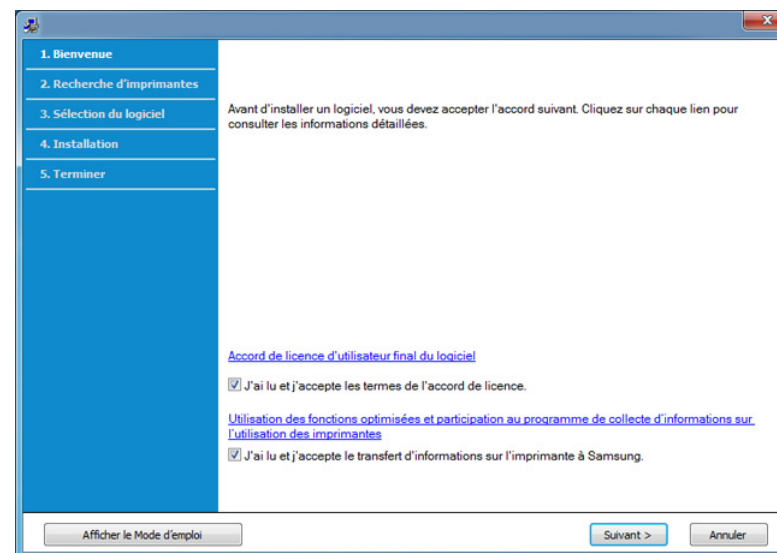 1. Bienvenue
2. Recherche d'imprimantes
3. Sélection du logiciel
4. Installation
5. Terminer
Avant d'installer un logiciel, vous devez accepter l'accord suivant. Cliquez sur chaque lien pour
consulter les informations détaillées.
Accord de licence d'utilisateur final du logiciel
J'ai lu et j'accepte les termes de l'accord de licence.
Utilisation des fonctions optimisées et participation au programme de collecte d'informations sur
l'utilisation des imprimantes
J'ai lu et j'accepte le transfert d'informations sur l'imprimante à Samsung.
Afficher le Mode d'emploi
Suivant >
Annuler